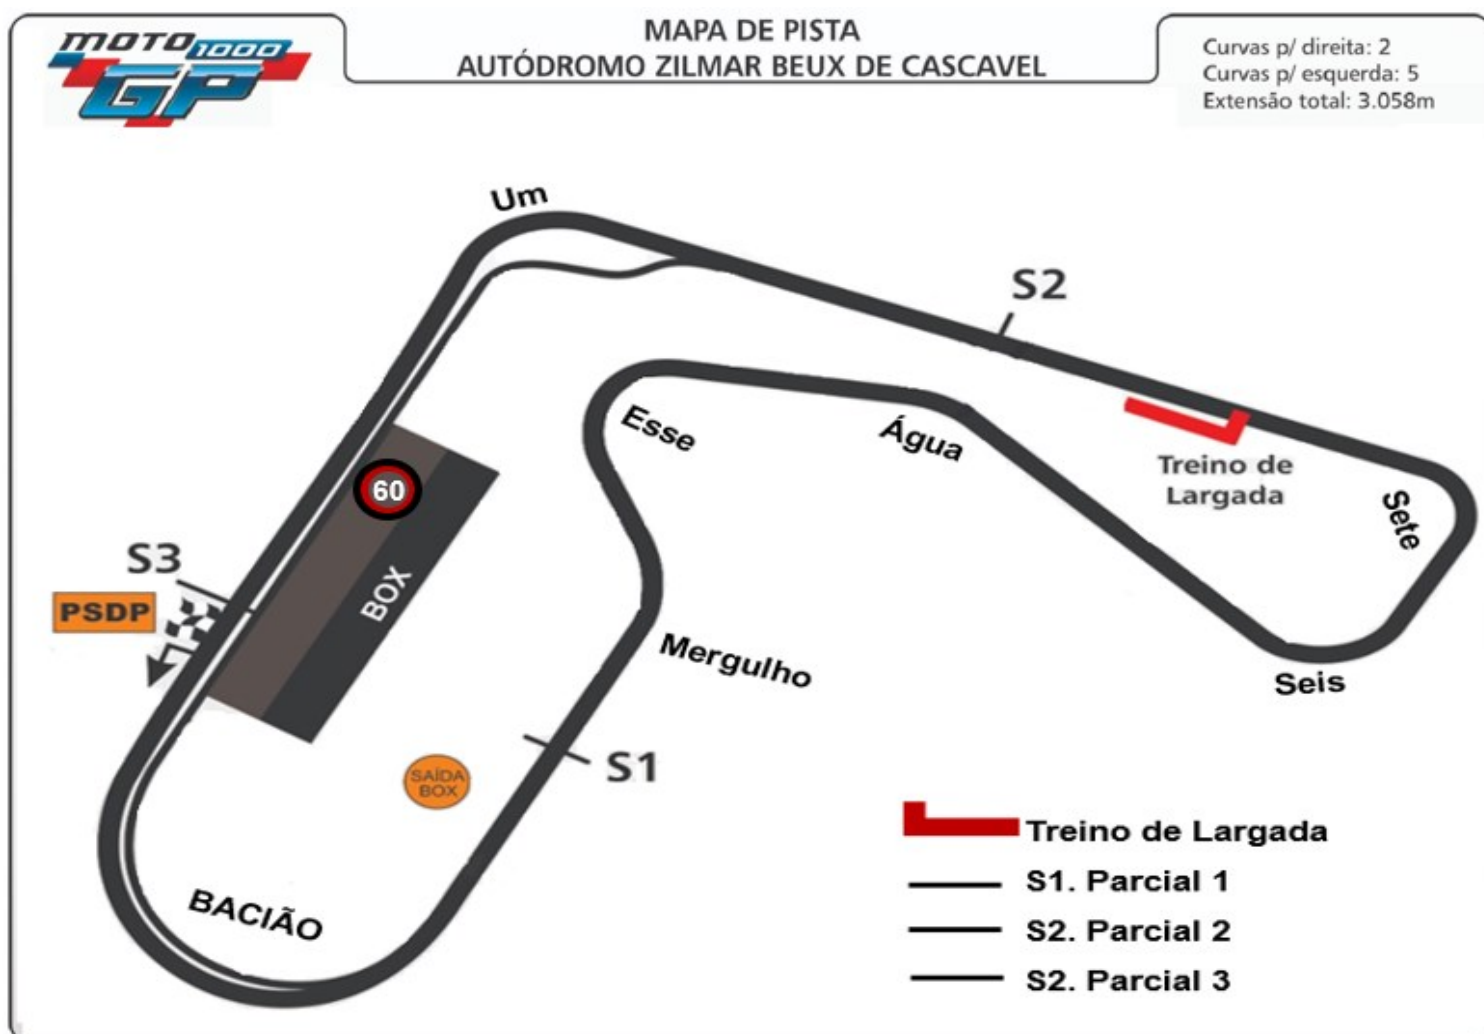 MOTO 1000
GP
MAPA DE PISTA
AUTÓDROMO ZILMAR BEUX DE CASCAVEL
Curvas p/ direita: 2
Curvas p/ esquerda: 5
Extensão total: 3.058m
Um
S2
Esse
Água
Treino de
Largada
Sete
60
S3
PSDP
BOX
Mergulho
Seis
S1
SAÍDA
BOX
BACIÃO
Treino de Largada
S1. Parcial 1
S2. Parcial 2
S2. Parcial 3